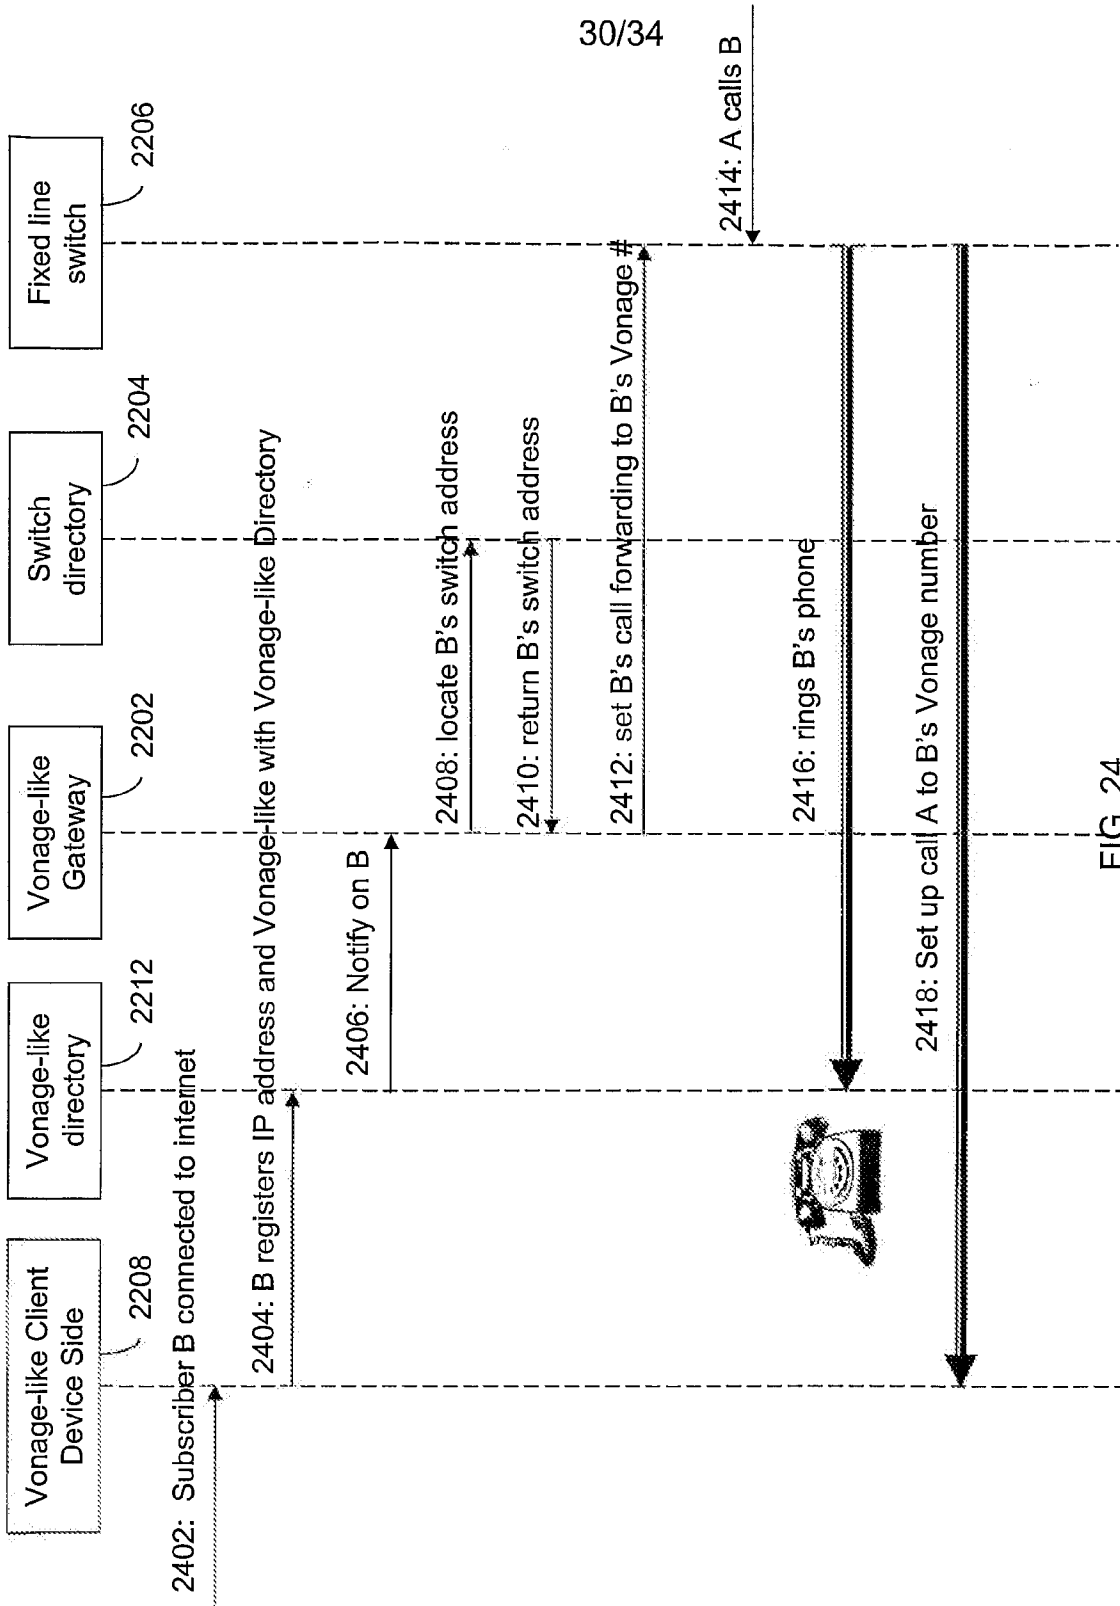 30/34
Vonage-like Client
Device Side
2208
Vonage-like
directory
2212
Vonage-like
Gateway
2202
Switch
directory
2204
Fixed line
switch
2206
2402: Subscriber B connected to internet
2404: B registers IP address and Vonage-like with Vonage-like Directory
2406: Notify on B
2408: locate B's switch address
2410: return B's switch address
2412: set B's call forwarding to B's Vonage #
2414: A calls B
2416: rings B's phone
2418: Set up call A to B's Vonage number
FIG. 24